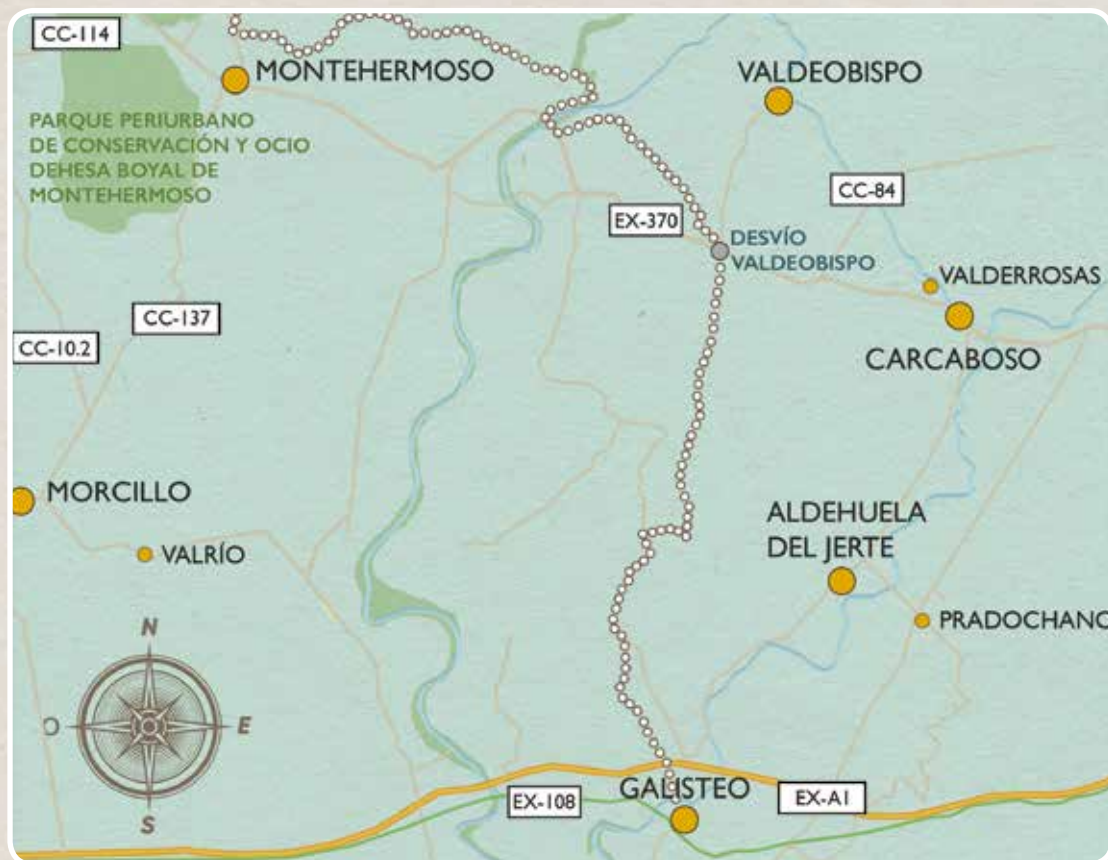 CC-114
MONTEHERMOSO
VALDEOBISPO
PARQUE PERIURBANO
DE CONSERVACIÓN Y OCIO
DEHESA BOYAL DE
MONTEHERMOSO
CC-84
EX-370
DESVÍO
VALDEOBISPO
VALDERROSAS
CC-137
CC-10.2
CARCABOSO
MORCILLO
VALRÍO
ALDEHUELA
DEL JERTE
PRADOCHANO
N
O
E
S
GALISTEO
EX-108
EX-A1